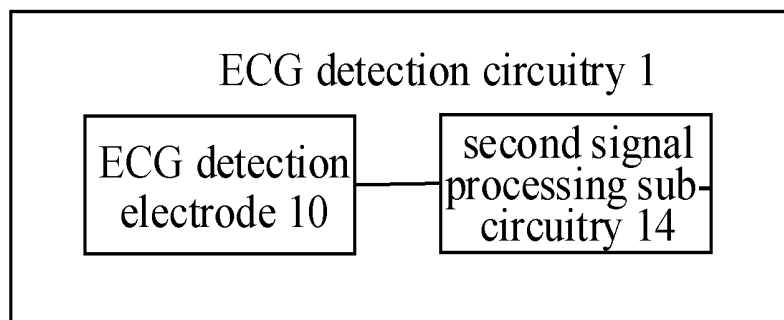 ECG detection circuitry 1
ECG detection
electrode 10
second signal
processing sub-
circuitry 14